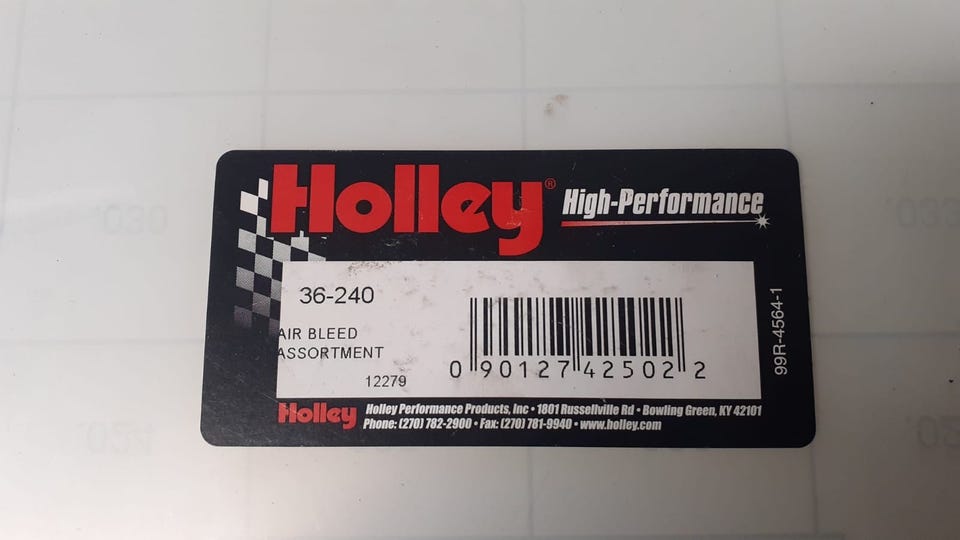 Holley® High-Performance
36-240
AIR BLEED
ASSORTMENT
12279
0 90127 42502 2
99R-4564-1
Holley Holley Performance Products, Inc • 1801 Russellville Rd • Bowling Green, KY 42101
Phone: (270) 782-2900 • Fax: (270) 781-9940 • www.holley.com